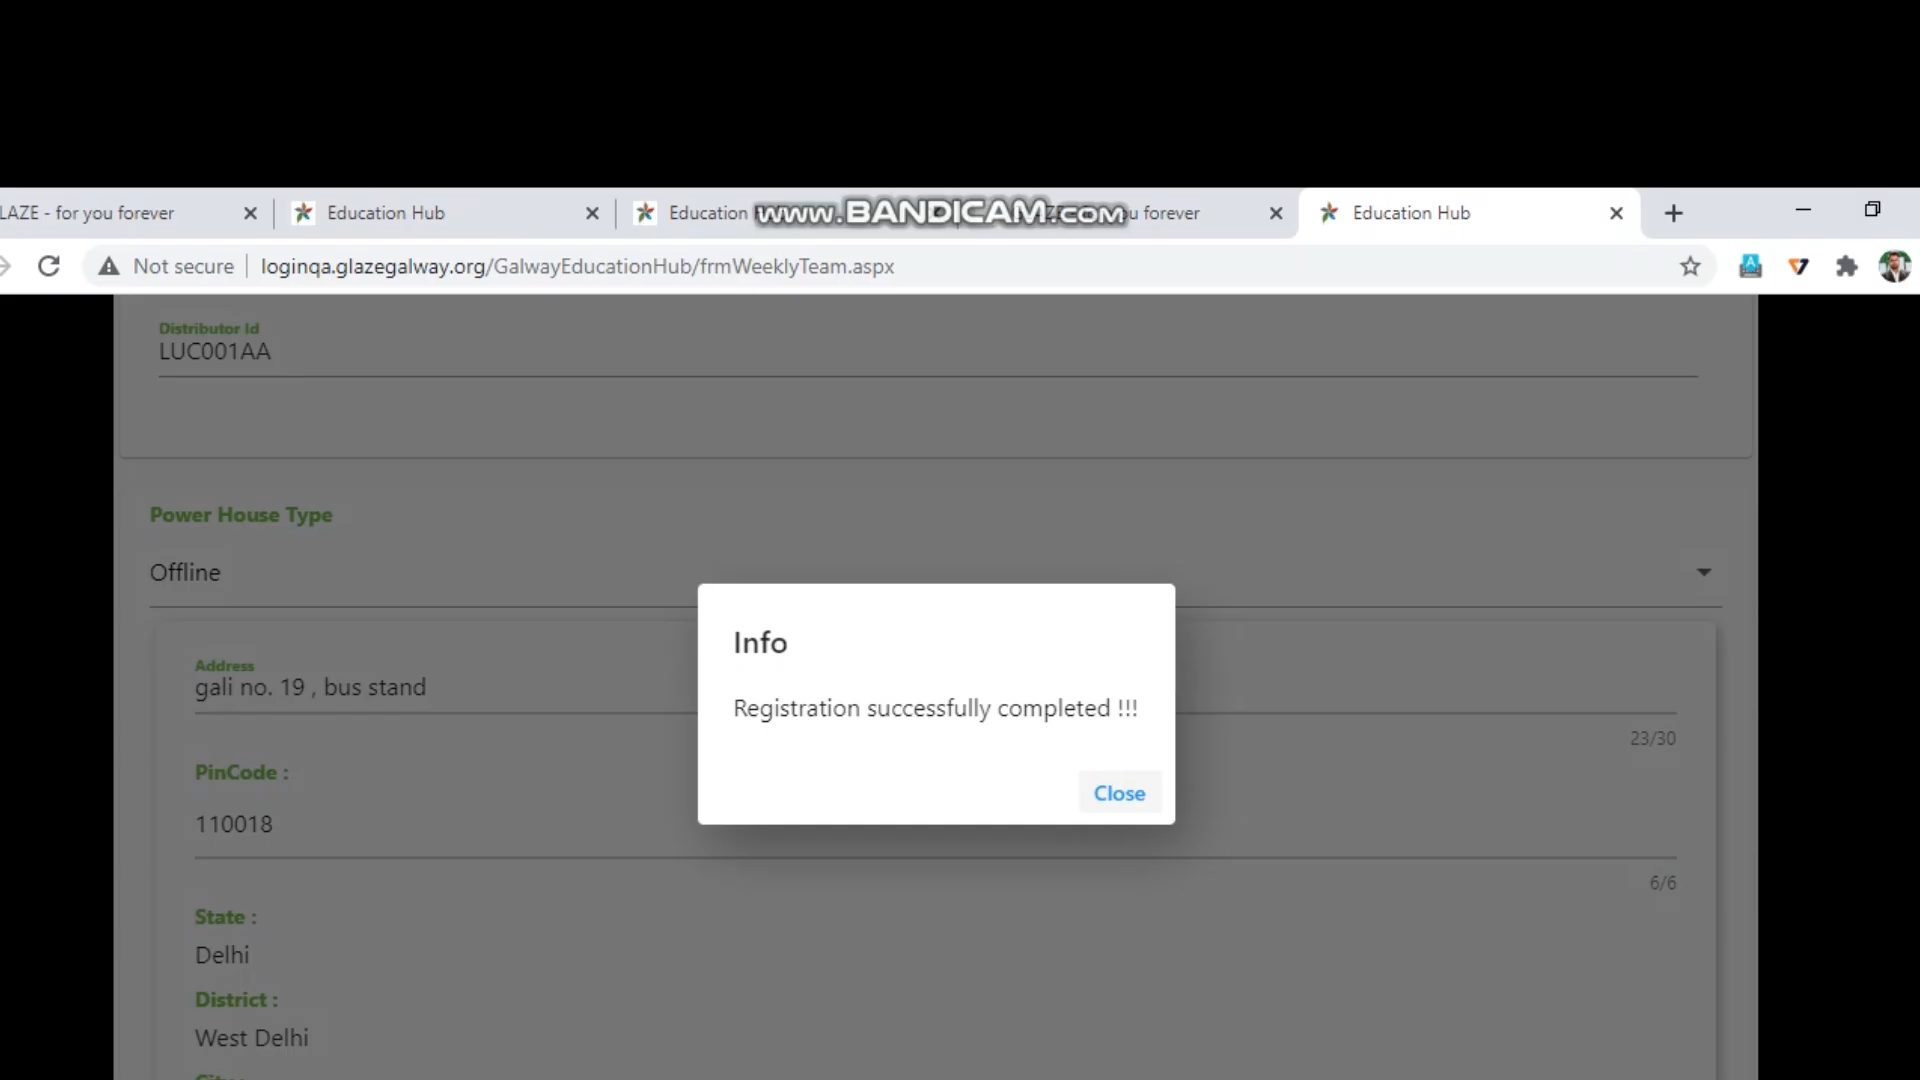 LAZE - for you forever
Education Hub
Education
www.BANDICAM.com
u forever
Education Hub
Not secure
loginqa.glazegalway.org/GalwayEducationHub/frmWeeklyTeam.aspx
Distributor Id
LUC001AA
Power House Type
Offline
Info
Registration successfully completed !!!
Close
Address
gali no. 19 , bus stand
23/30
PinCode :
110018
6/6
State :
Delhi
District :
West Delhi